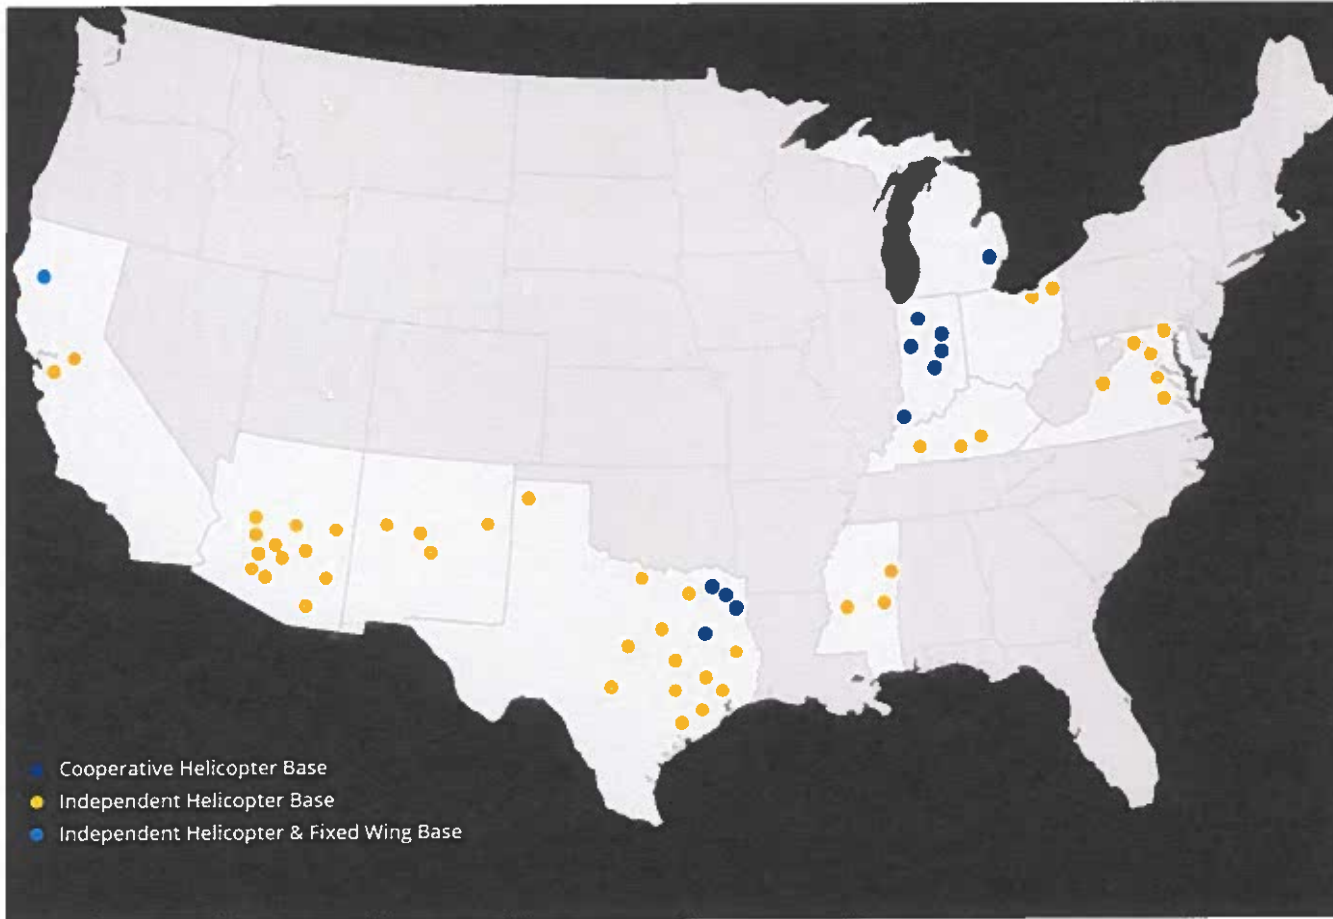 Cooperative Helicopter Base
Independent Helicopter Base
Independent Helicopter & Fixed Wing Base